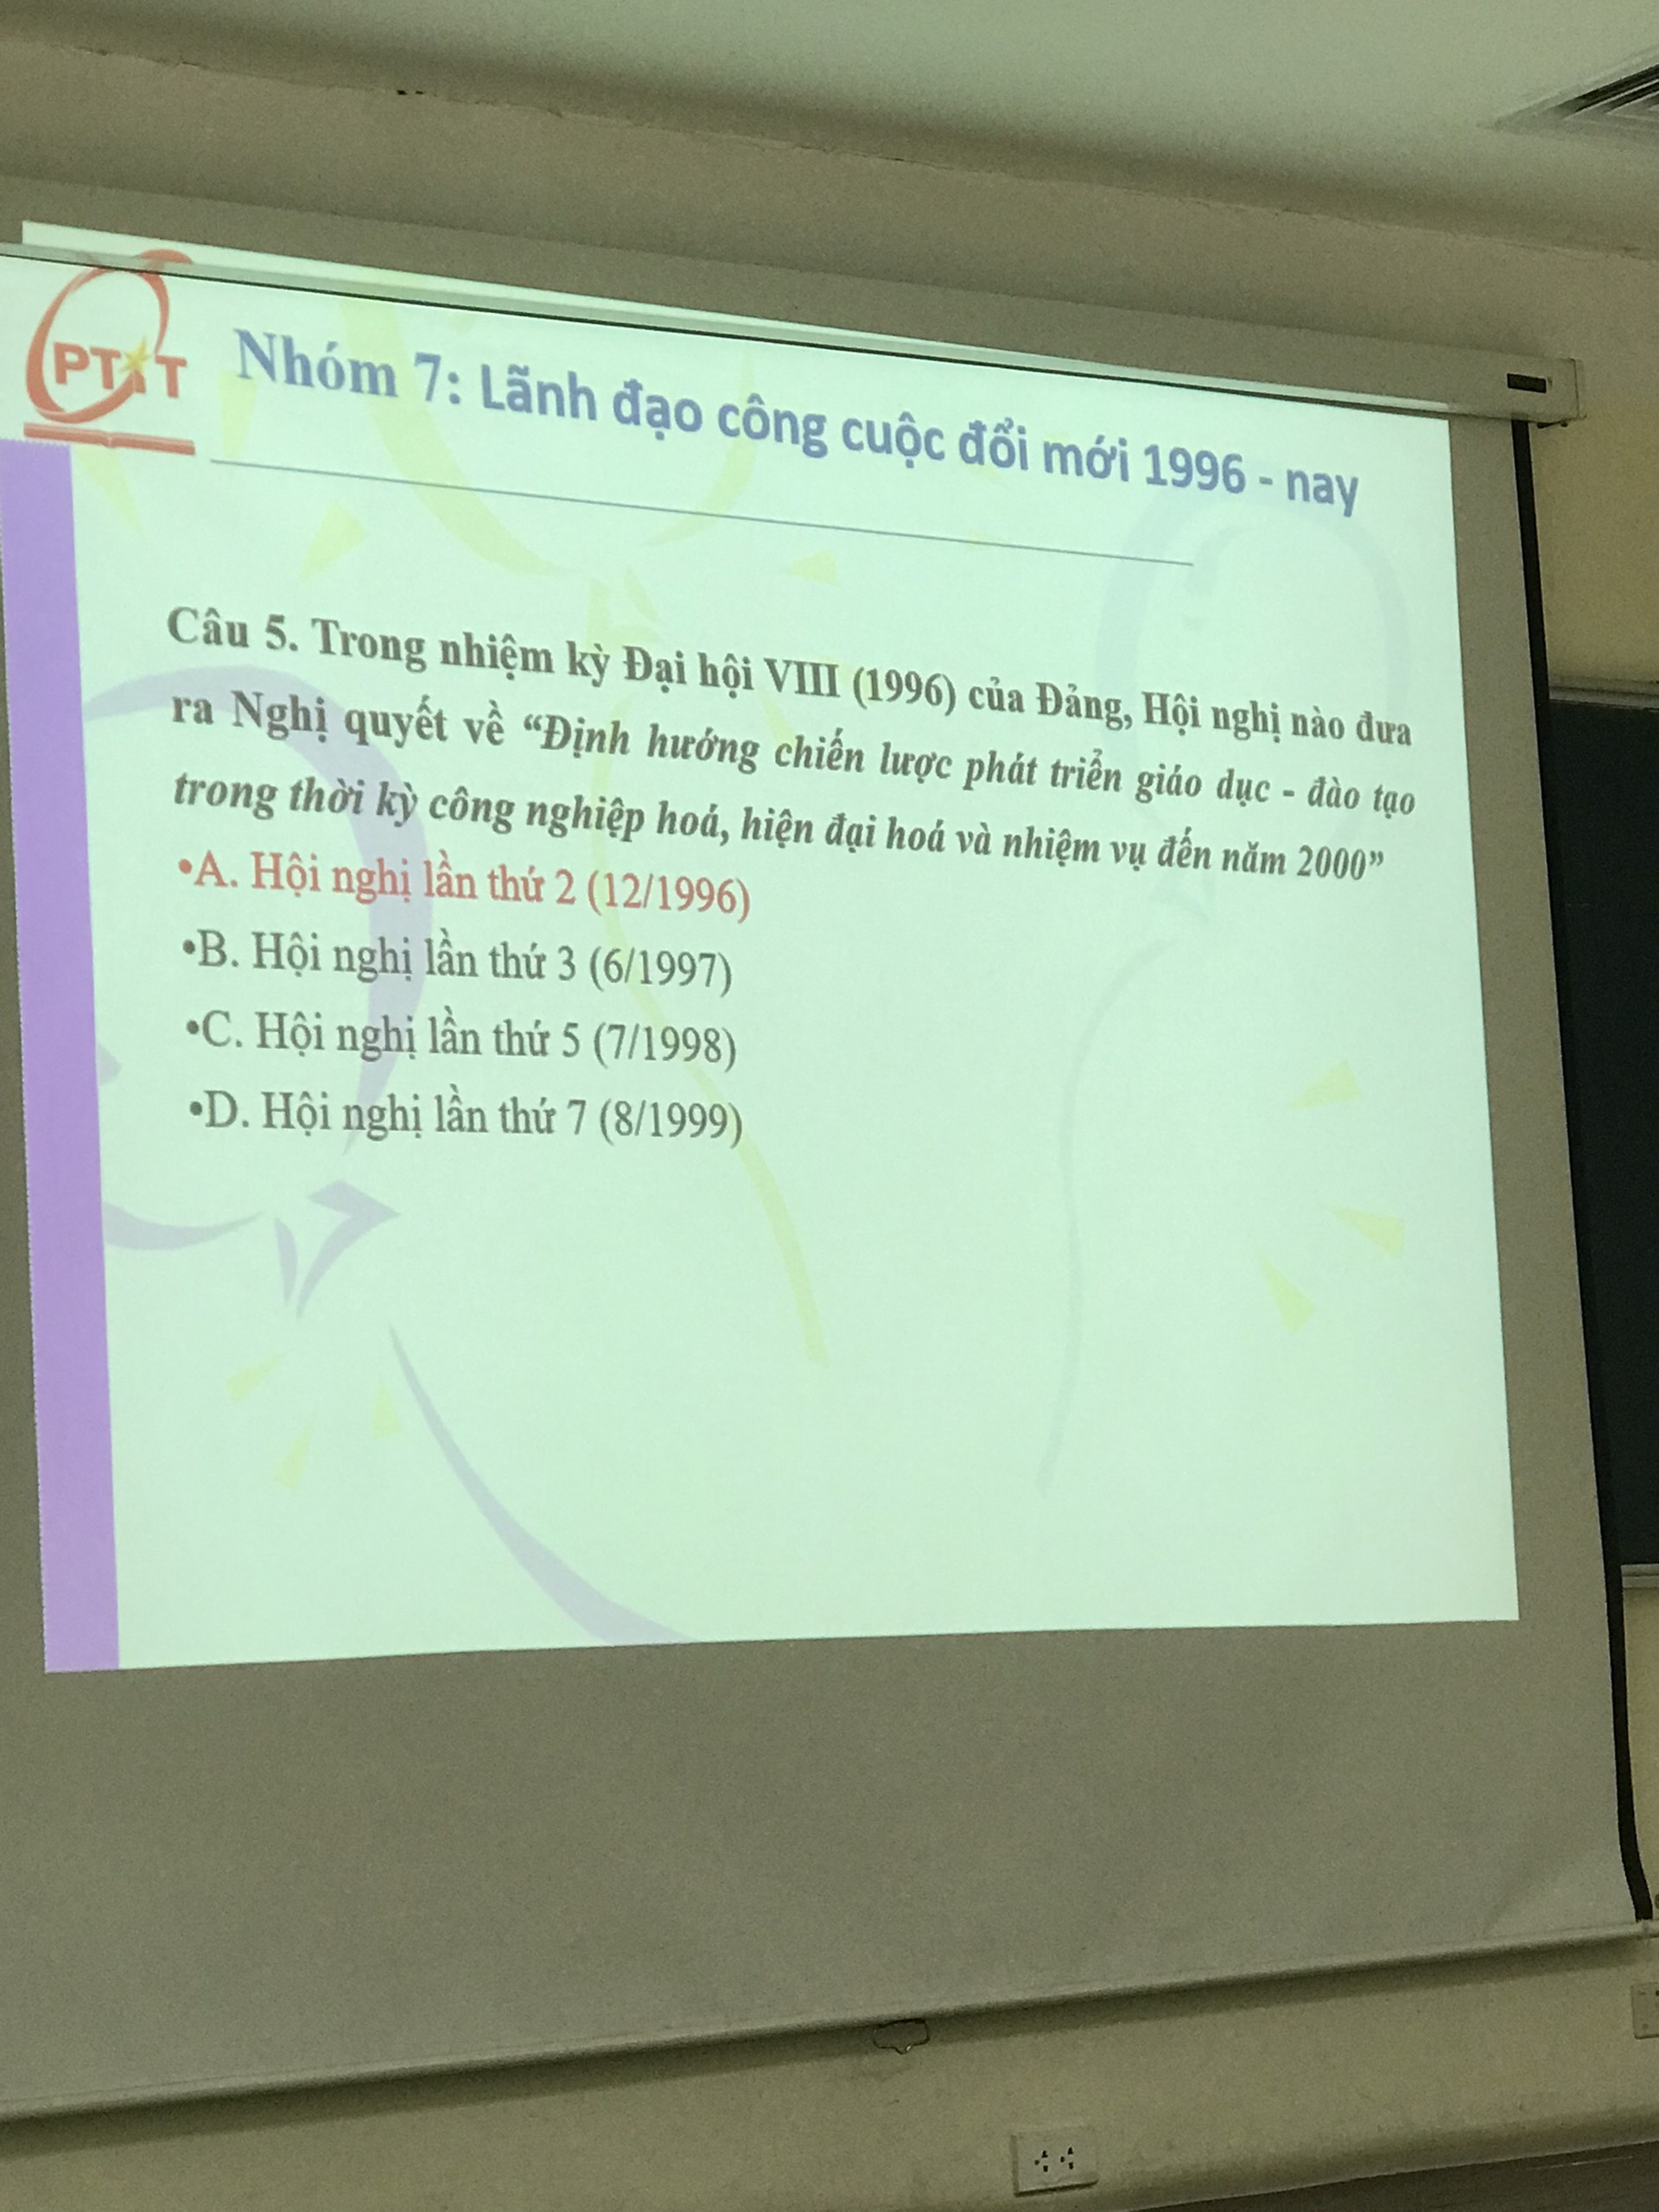 PTIT
Nhóm 7: Lãnh đạo công cuộc đổi mới 1996 - nay
Câu 5. Trong nhiệm kỳ Đại hội VIII (1996) của Đảng, Hội nghị nào đưa
ra Nghị quyết về “Định hướng chiến lược phát triển giáo dục - đào tạo
trong thời kỳ công nghiệp hoá, hiện đại hoá và nhiệm vụ đến năm 2000”
•A. Hội nghị lần thứ 2 (12/1996)
•B. Hội nghị lần thứ 3 (6/1997)
•C. Hội nghị lần thứ 5 (7/1998)
•D. Hội nghị lần thứ 7 (8/1999)